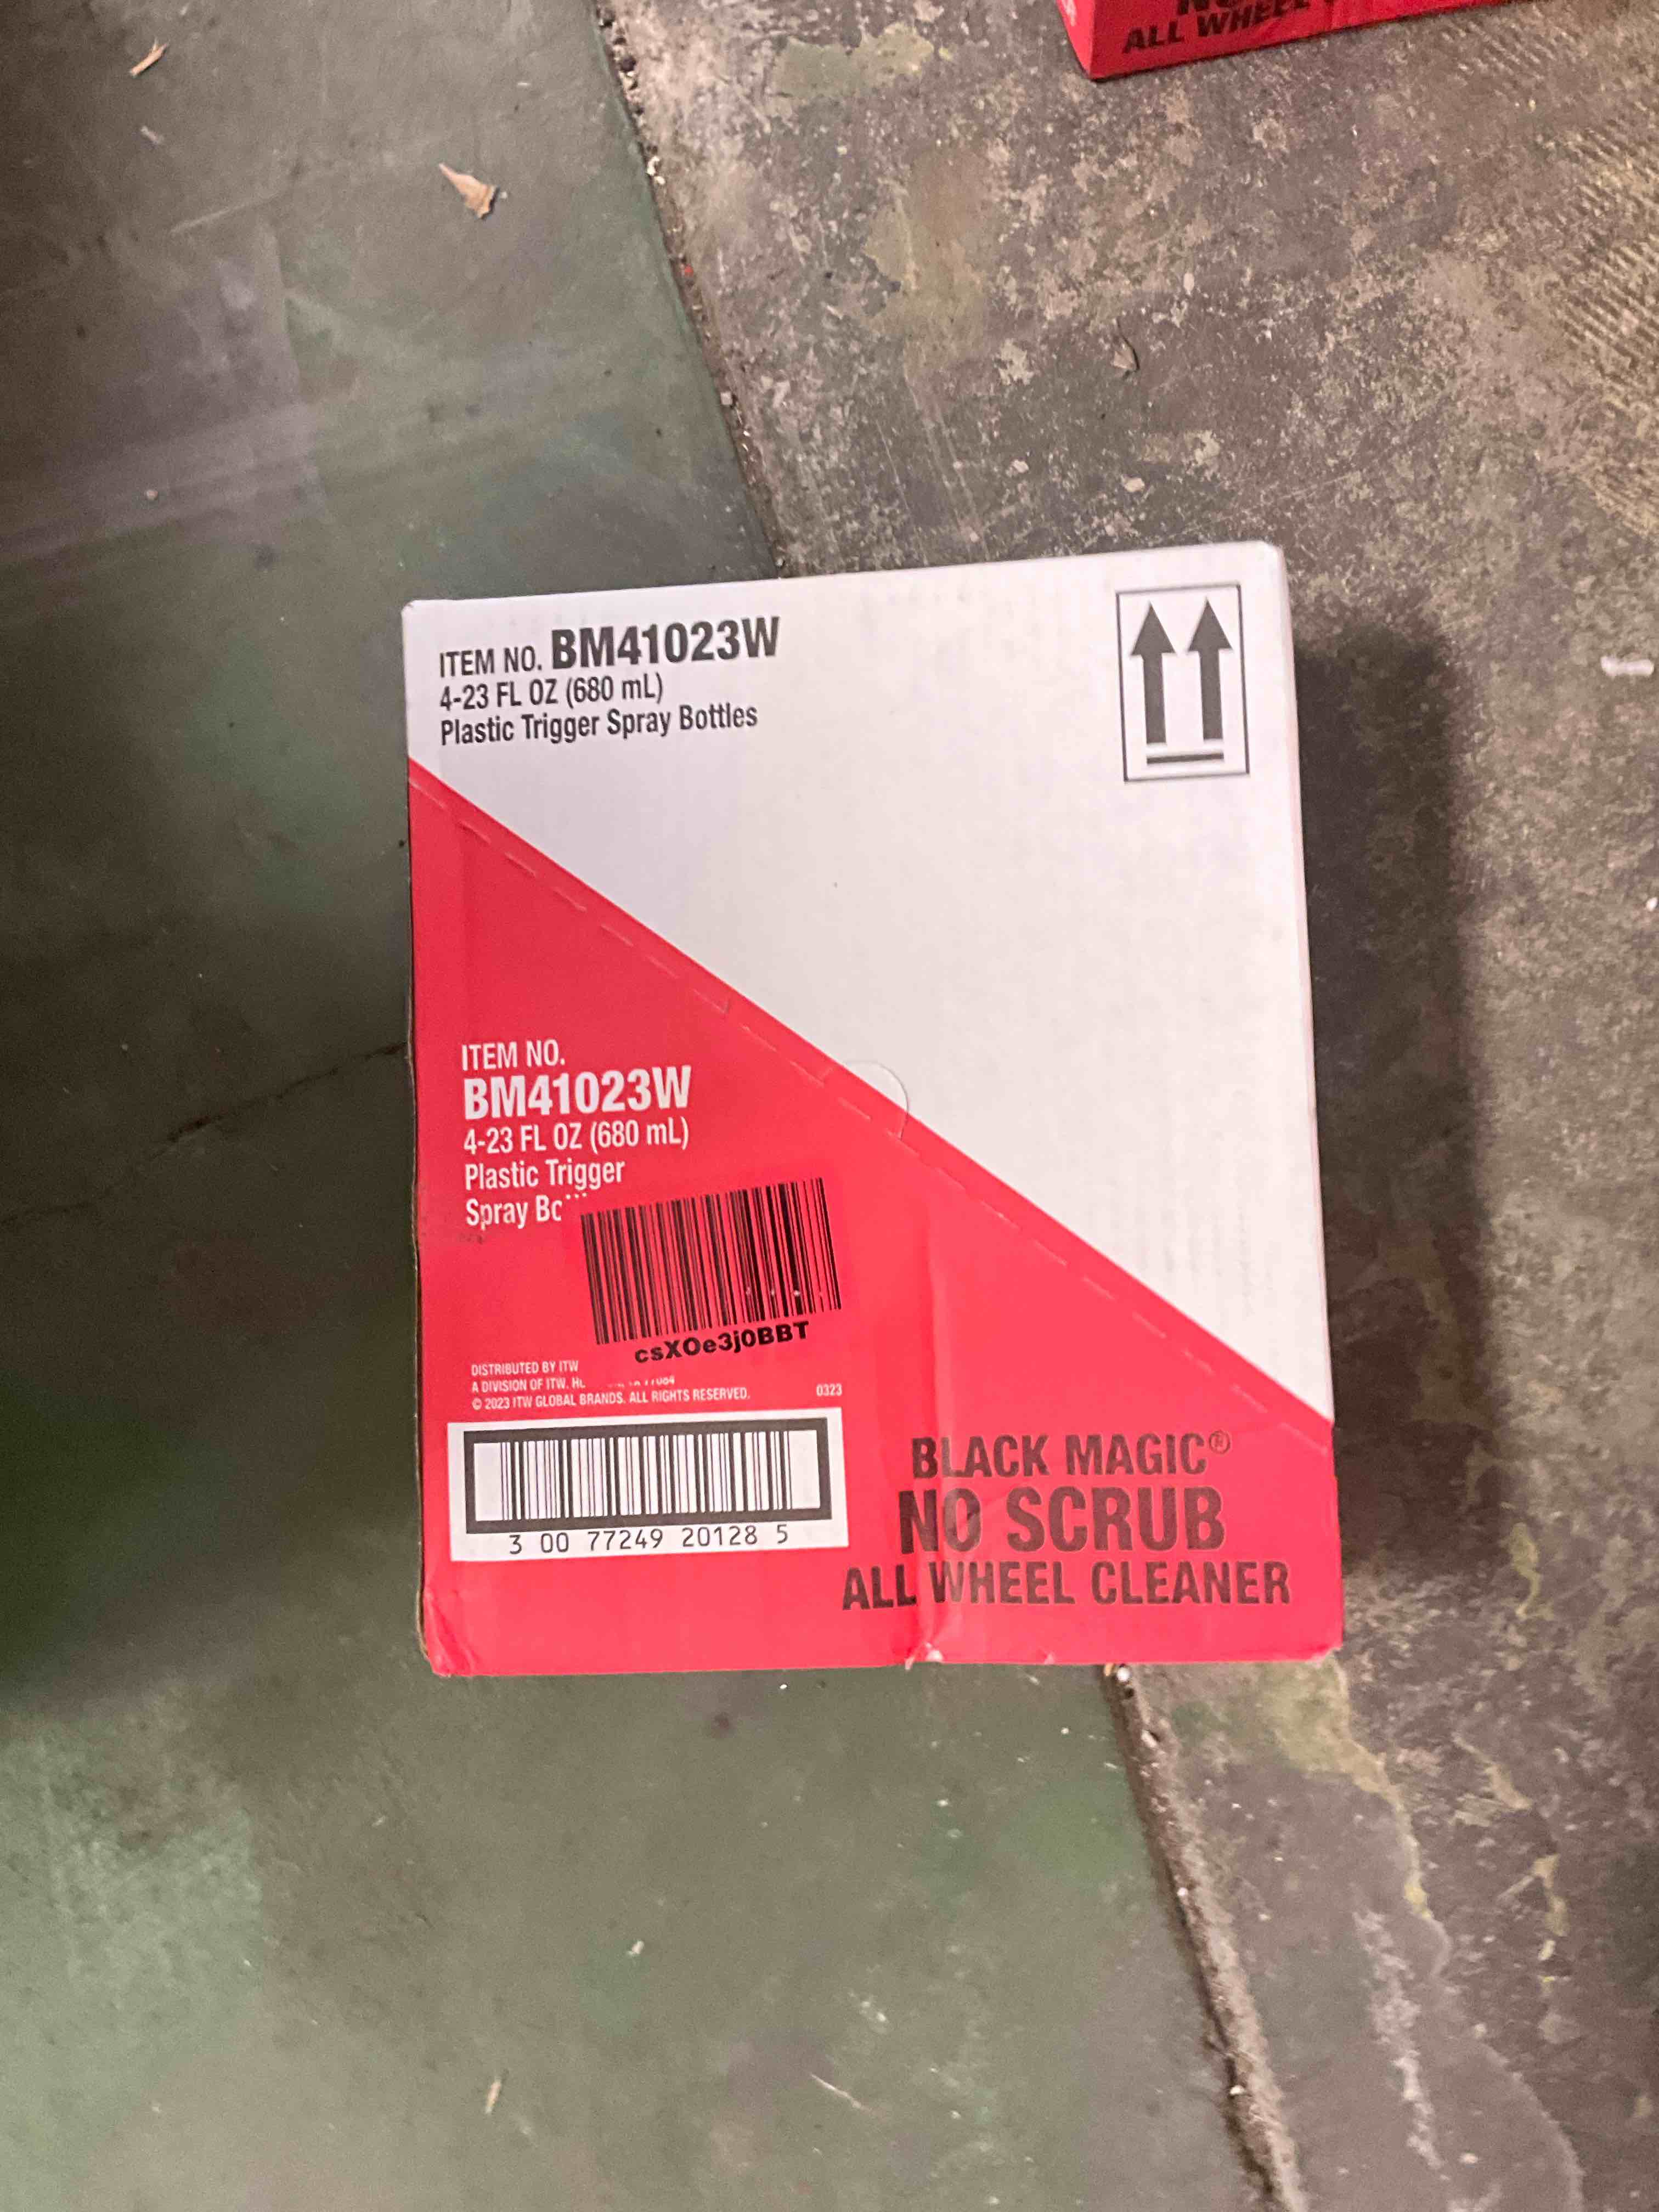 ALL WHEEL
ITEM NO. BM41023W
4-23 FL OZ (680 mL)
Plastic Trigger Spray Bottles
ITEM NO.
BM41023W
4-23 FL OZ (680 mL)
Plastic Trigger
Spray Bo
csXOe3j0BBT
DISTRIBUTED BY ITW
A DIVISION OF ITW.
© 2023 ITW GLOBAL BRANDS. ALL RIGHTS RESERVED.
0323
3 00 77249 20128 5
BLACK MAGIC®
NO SCRUB
ALL WHEEL CLEANER